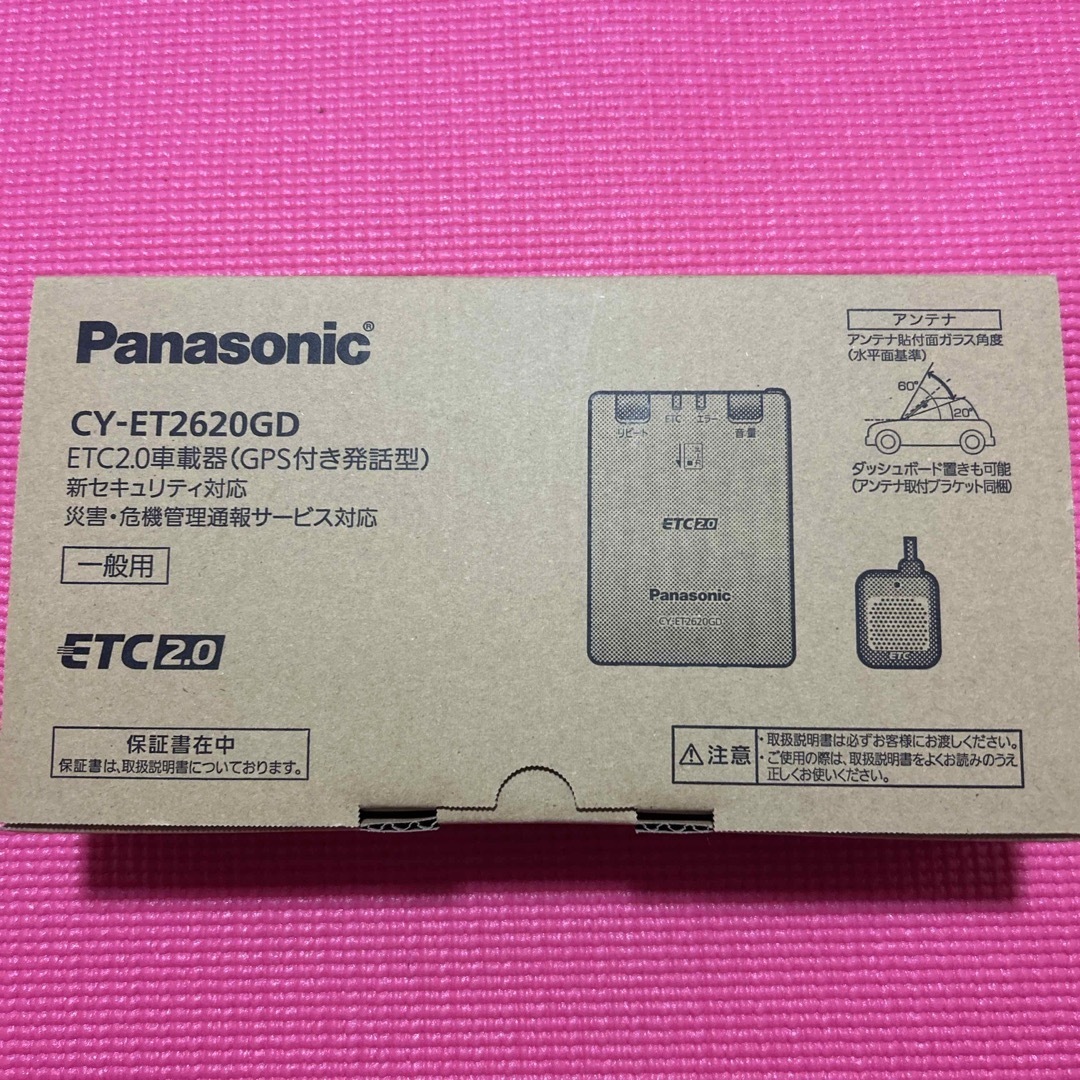 Panasonic®
CY-ET2620GD
ETC2.0車載器(GPS付き発話型)
新セキュリティ対応
災害・危機管理通報サービス対応
一般用
ETC2.0
保証書在中
保証書は、取扱説明書についております。
リピート
ETC
エラー
音量
ETC2.0
Panasonic
CY-ET2620GD
アンテナ
アンテナ貼付面ガラス角度
(水平面基準)
60°
20°
ダッシュボード置きも可能
(アンテナ取付ブラケット同梱)
ETC
注意
・取扱説明書は必ずお客様にお渡しください。
・ご使用の際は、取扱説明書をよくお読みのうえ
正しくお使いください。